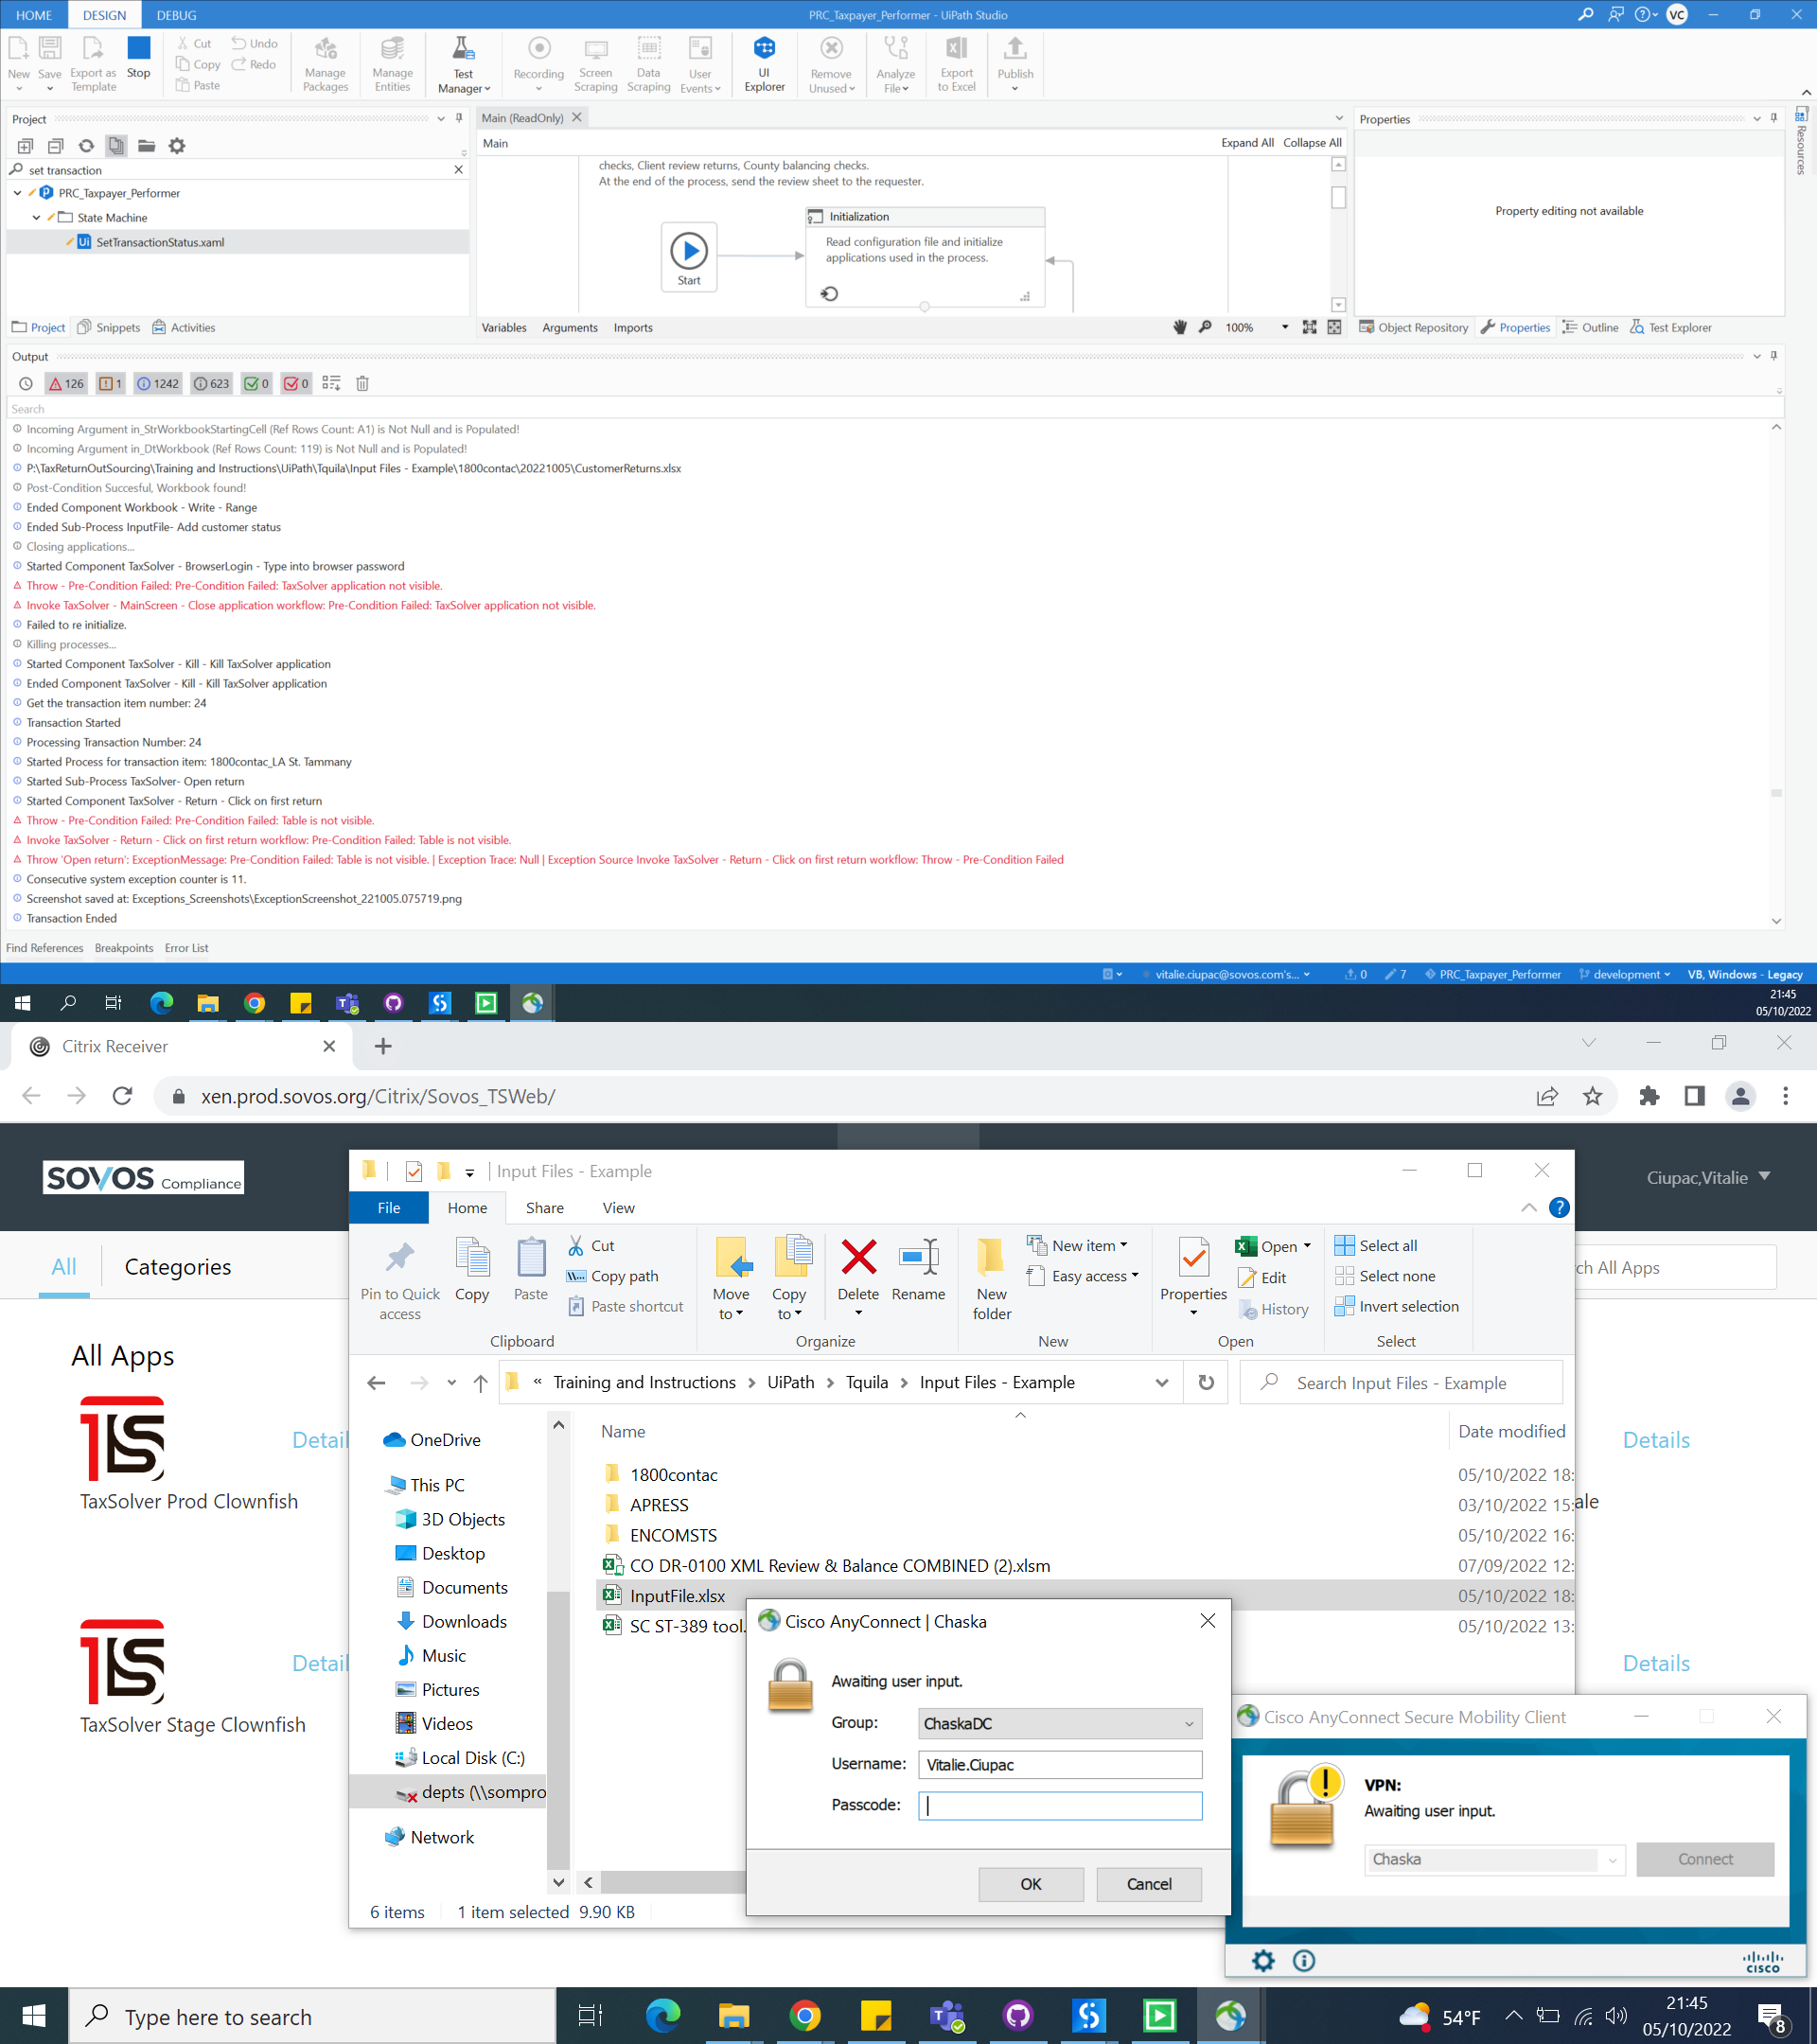 HOME DESIGN DEBUG PRC_Taxpayer_Performer - UiPath Studio VC
New Save Export as Template Stop Cut Copy Paste Undo Redo Manage Packages Manage Entities Test Manager Recording Screen Scraping Data Scraping User Events UI Explorer Remove Unused Analyze File Export to Excel Publish
Project
set transaction
PRC_Taxpayer_Performer
State Machine
SetTransactionStatus.xaml
Project Snippets Activities
Main (ReadOnly)
Main Expand All Collapse All
checks, Client review returns, County balancing checks.
At the end of the process, send the review sheet to the requester.
Start
Initialization
Read configuration file and initialize
applications used in the process.
Variables Arguments Imports 100%
Properties
Property editing not available
Resources
Object Repository Properties Outline Test Explorer
Output
126 1 1242 623 0 0
Search
Incoming Argument in_StrWorkbookStartingCell (Ref Rows Count: A1) is Not Null and is Populated!
Incoming Argument in_DtWorkbook (Ref Rows Count: 119) is Not Null and is Populated!
P:\TaxReturnOutSourcing\Training and Instructions\UiPath\Tquila\Input Files - Example\1800contac\20221005\CustomerReturns.xlsx
Post-Condition Succesful, Workbook found!
Ended Component Workbook - Write - Range
Ended Sub-Process InputFile- Add customer status
Closing applications...
Started Component TaxSolver - BrowserLogin - Type into browser password
Throw - Pre-Condition Failed: Pre-Condition Failed: TaxSolver application not visible.
Invoke TaxSolver - MainScreen - Close application workflow: Pre-Condition Failed: TaxSolver application not visible.
Failed to re initialize.
Killing processes...
Started Component TaxSolver - Kill - Kill TaxSolver application
Ended Component TaxSolver - Kill - Kill TaxSolver application
Get the transaction item number: 24
Transaction Started
Processing Transaction Number: 24
Started Process for transaction item: 1800contac_LA St. Tammany
Started Sub-Process TaxSolver- Open return
Started Component TaxSolver - Return - Click on first return
Throw - Pre-Condition Failed: Pre-Condition Failed: Table is not visible.
Invoke TaxSolver - Return - Click on first return workflow: Pre-Condition Failed: Table is not visible.
Throw 'Open return': ExceptionMessage: Pre-Condition Failed: Table is not visible. | Exception Trace: Null | Exception Source Invoke TaxSolver - Return - Click on first return workflow: Throw - Pre-Condition Failed
Consecutive system exception counter is 11.
Screenshot saved at: Exceptions_Screenshots\ExceptionScreenshot_221005.075719.png
Transaction Ended
Find References Breakpoints Error List
vitalie.ciupac@sovos.com's... 0 7 PRC_Taxpayer_Performer development VB, Windows - Legacy
21:45
05/10/2022
Citrix Receiver
xen.prod.sovos.org/Citrix/Sovos_TSWeb/
SOVOS Compliance
Ciupac,Vitalie
All Categories
ch All Apps
All Apps
Detail
TaxSolver Prod Clownfish
Detail
TaxSolver Stage Clownfish
Details
ale
Details
Input Files - Example
File Home Share View
Pin to Quick access Copy Paste Cut Copy path Paste shortcut Move to Copy to Delete Rename New folder New item Easy access Properties Open Edit History Select all Select none Invert selection
Clipboard Organize New Open Select
« Training and Instructions UiPath Tquila Input Files - Example Search Input Files - Example
OneDrive
This PC
3D Objects
Desktop
Documents
Downloads
Music
Pictures
Videos
Local Disk (C:)
depts (\\sompro
Network
Name Date modified
1800contac 05/10/2022 18:
APRESS 03/10/2022 15:
ENCOMSTS 05/10/2022 16:
CO DR-0100 XML Review & Balance COMBINED (2).xlsm 07/09/2022 12:
InputFile.xlsx 05/10/2022 18:
SC ST-389 tool. 05/10/2022 13:
6 items 1 item selected 9.90 KB
Cisco AnyConnect | Chaska
Awaiting user input.
Group: ChaskaDC
Username: Vitalie.Ciupac
Passcode:
OK Cancel
Cisco AnyConnect Secure Mobility Client
VPN:
Awaiting user input.
Chaska Connect
CISCO
Type here to search
54°F
21:45
05/10/2022
8